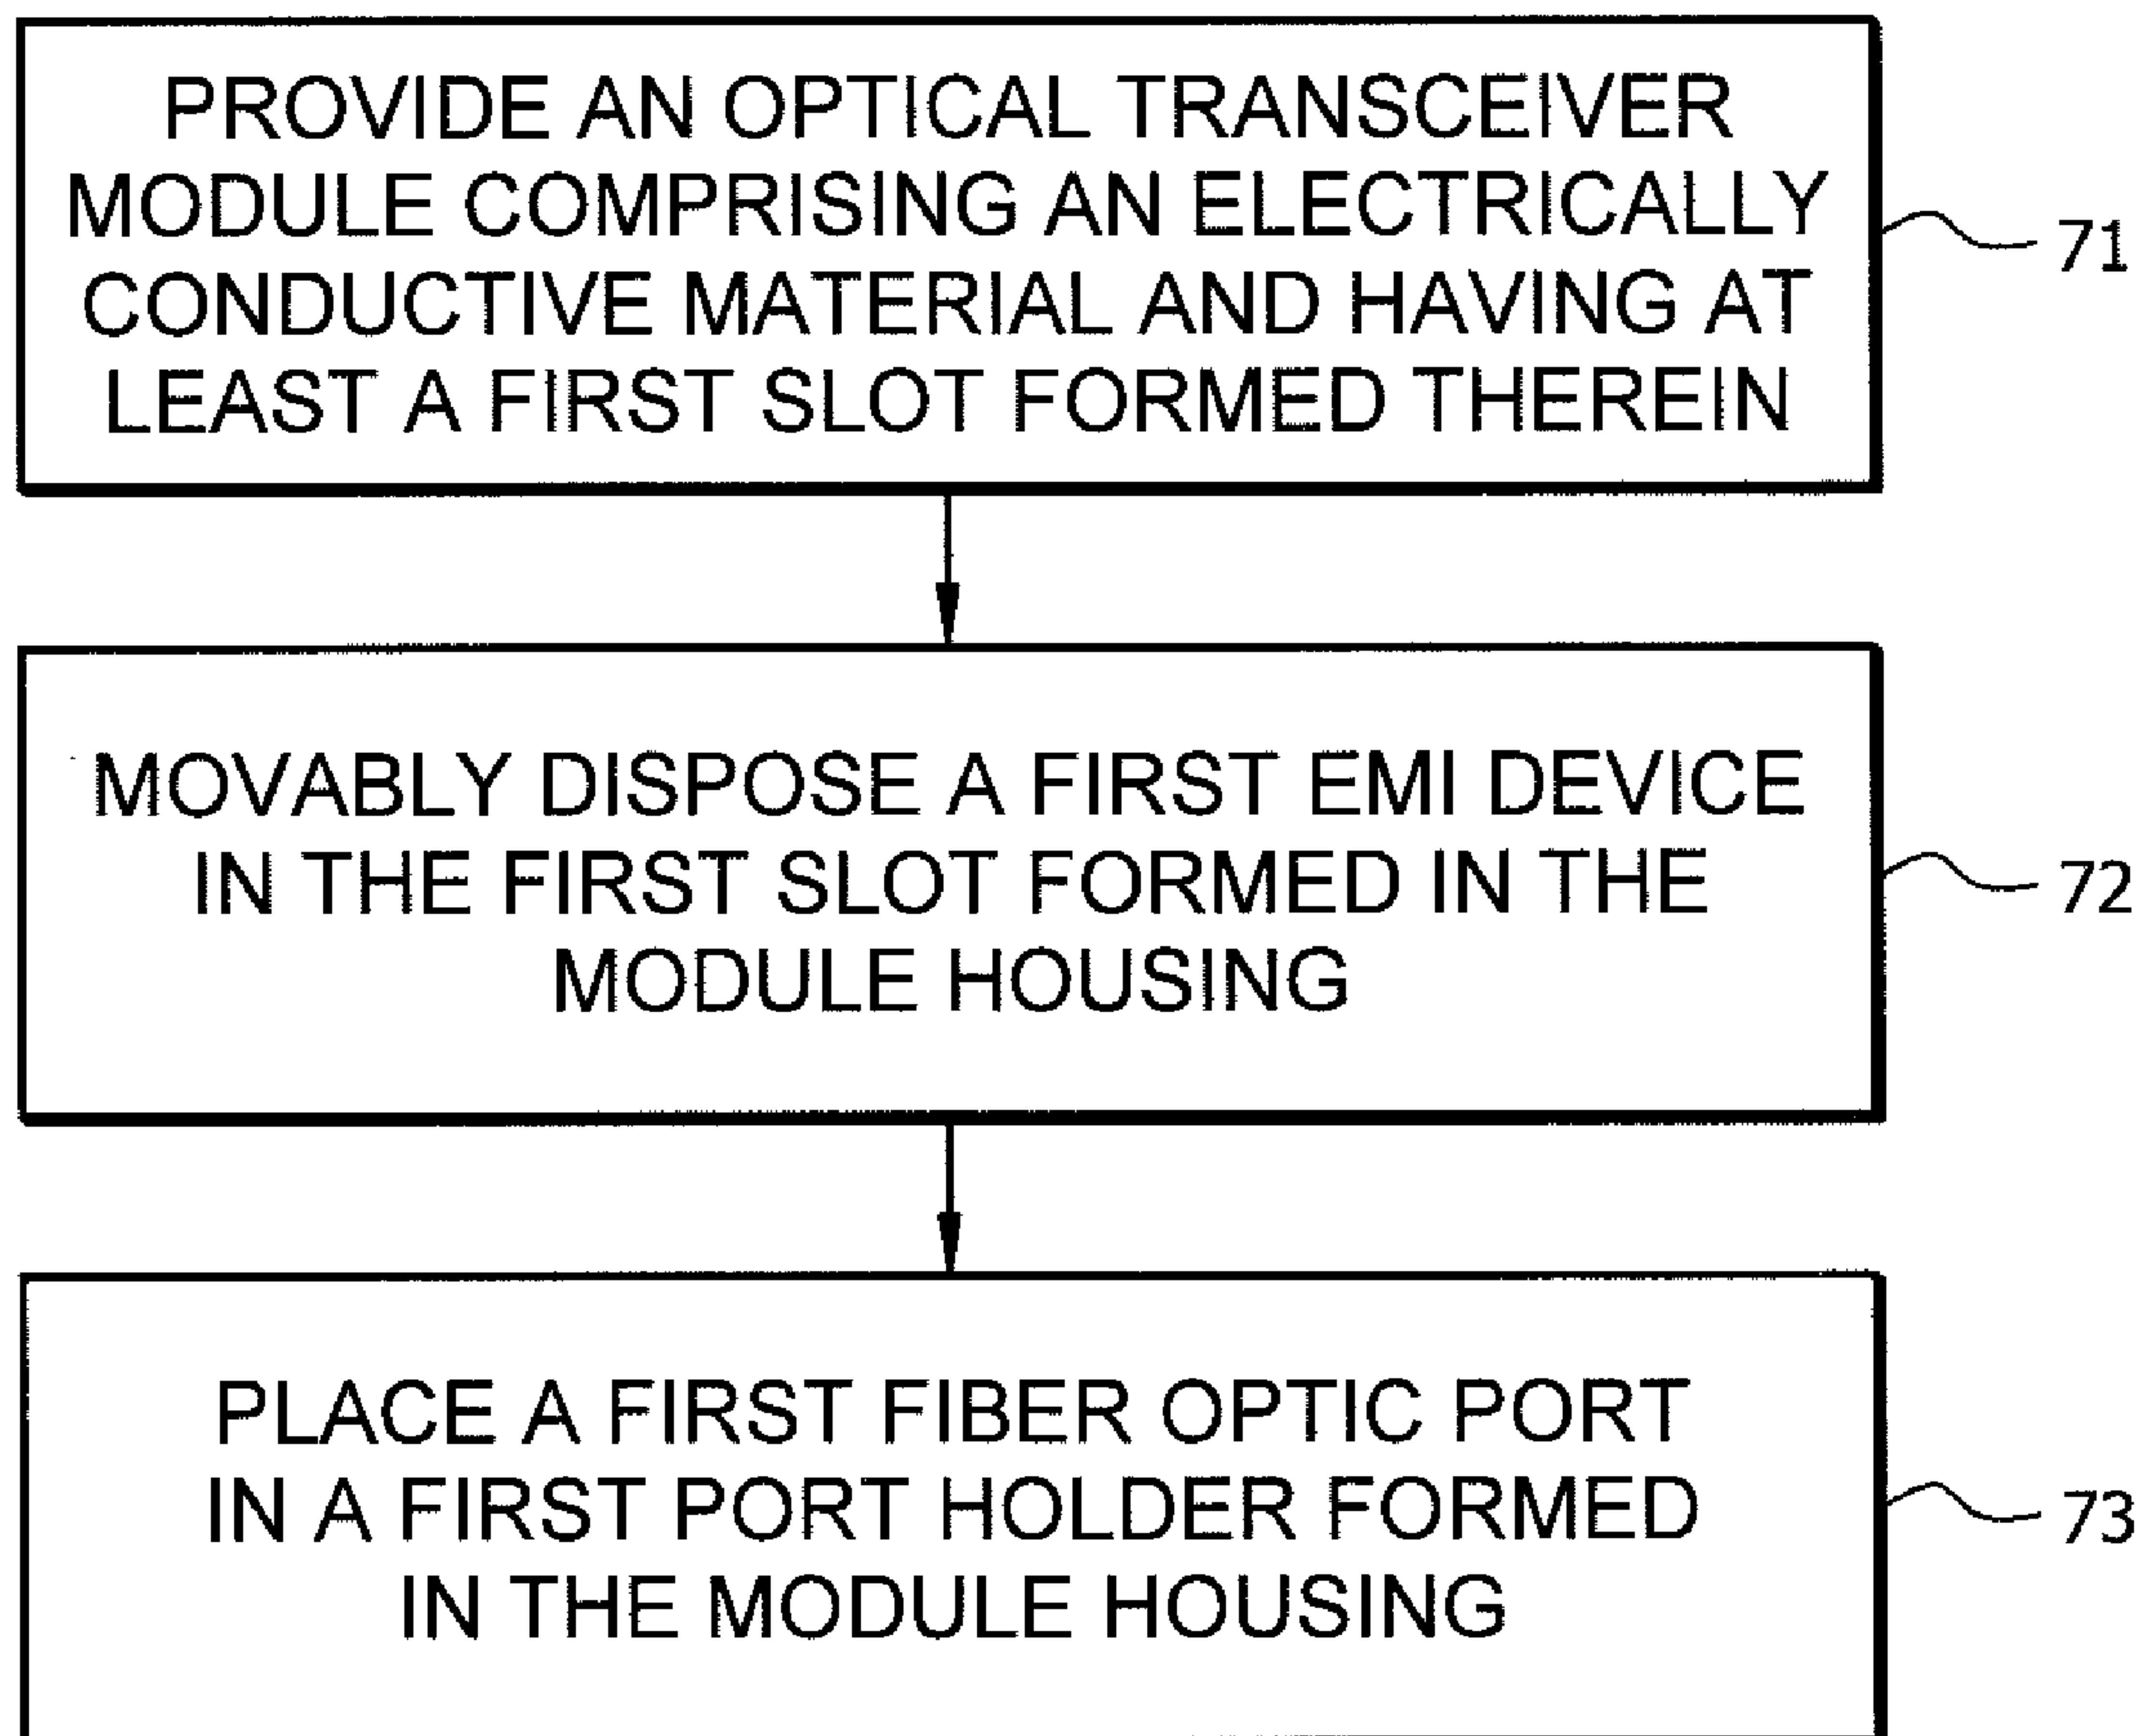 PROVIDE AN OPTICAL TRANSCEIVER
MODULE COMPRISING AN ELECTRICALLY
CONDUCTIVE MATERIAL AND HAVING AT
LEAST A FIRST SLOT FORMED THEREIN
71
MOVABLY DISPOSE A FIRST EMI DEVICE
IN THE FIRST SLOT FORMED IN THE
MODULE HOUSING
72
PLACE A FIRST FIBER OPTIC PORT
IN A FIRST PORT HOLDER FORMED
IN THE MODULE HOUSING
73